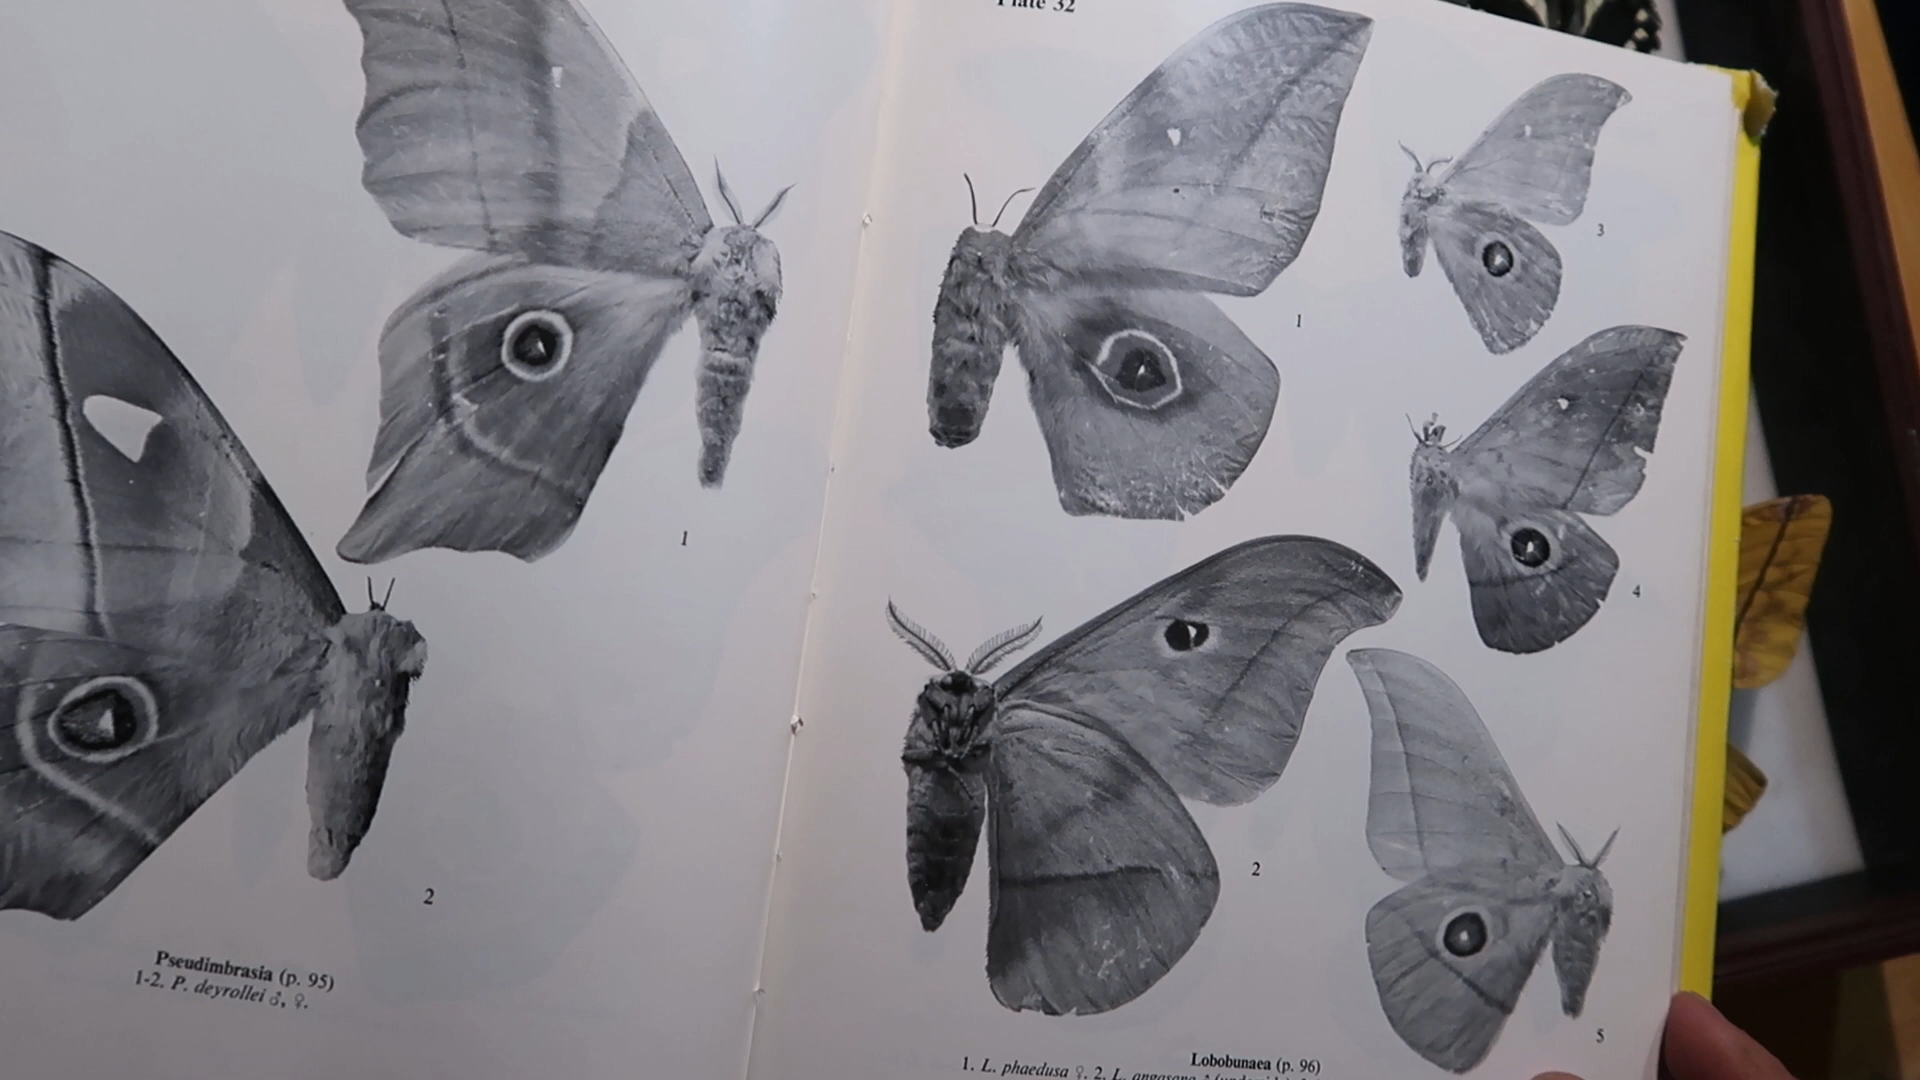 1
2
Pseudimbrasia (p. 95)
1-2. P. deyrollei ♂, ♀.
Plate 32
1
3
4
2
5
Lobobunaea (p. 96)
1. L. phaedusa ♀. 2. L.